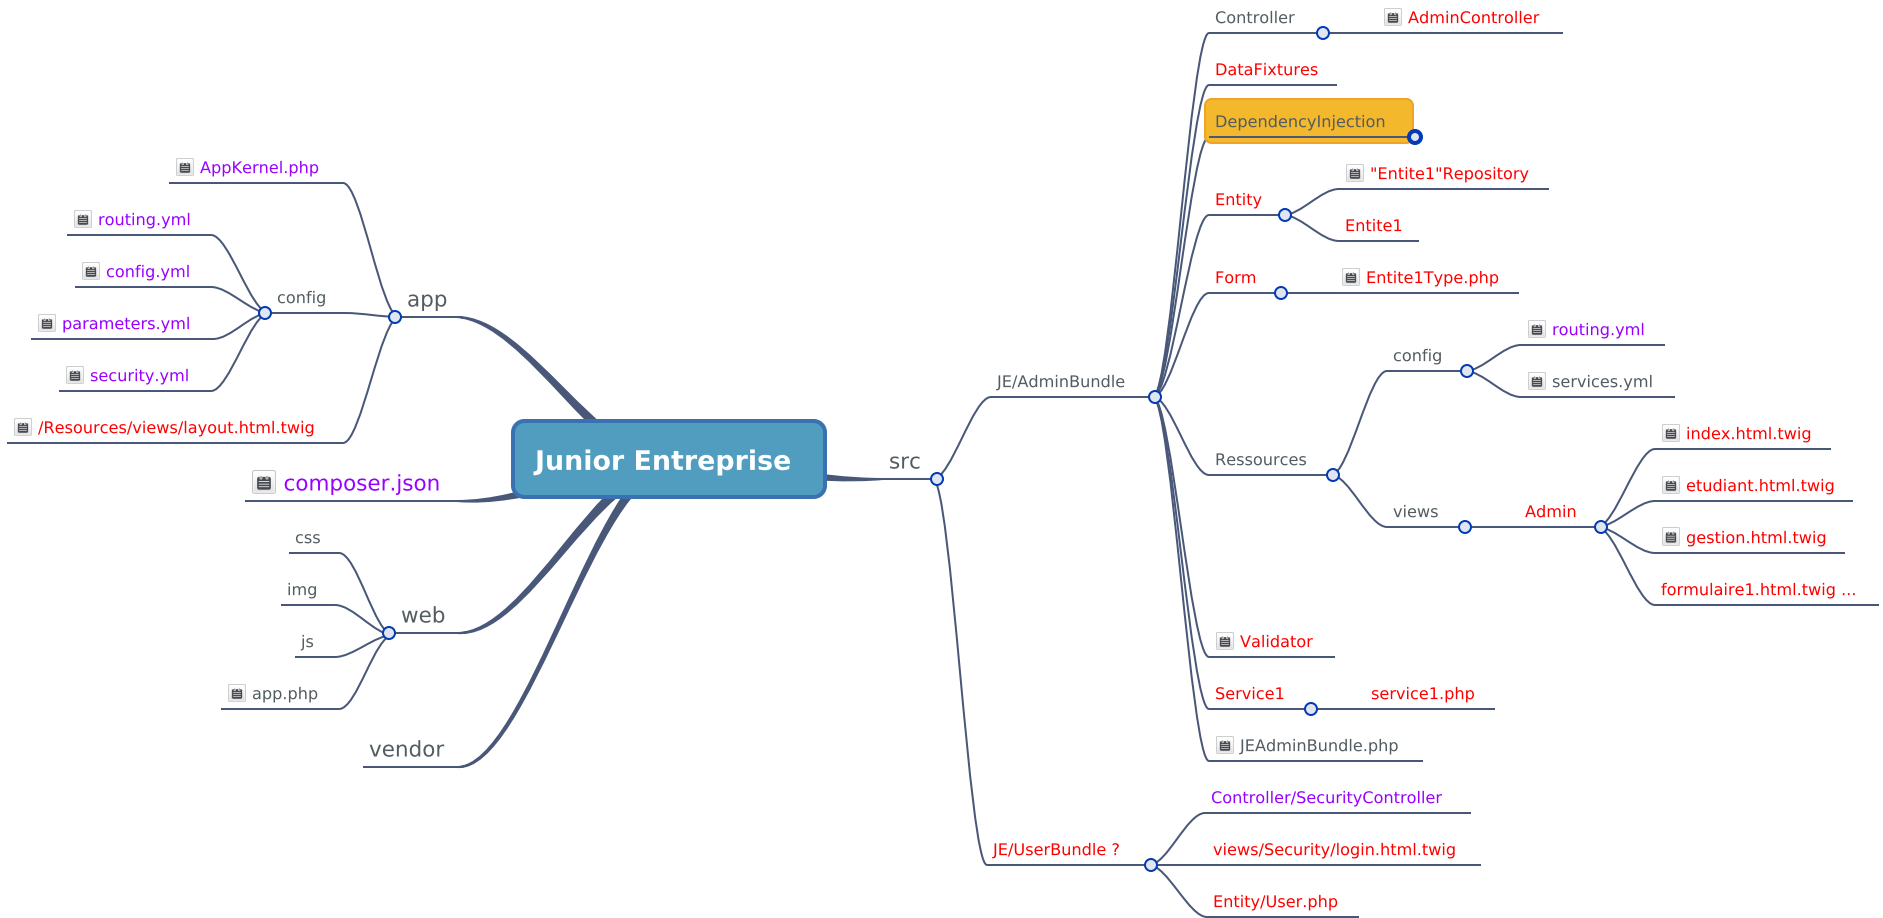 Junior Entreprise
app
AppKernel.php
config
routing.yml
config.yml
parameters.yml
security.yml
/Resources/views/layout.html.twig
composer.json
web
css
img
js
app.php
vendor
src
JE/AdminBundle
Controller
AdminController
DataFixtures
DependencyInjection
Entity
"Entite1"Repository
Entite1
Form
Entite1Type.php
Ressources
config
routing.yml
services.yml
views
Admin
index.html.twig
etudiant.html.twig
gestion.html.twig
formulaire1.html.twig ...
Validator
Service1
service1.php
JEAdminBundle.php
JE/UserBundle ?
Controller/SecurityController
views/Security/login.html.twig
Entity/User.php